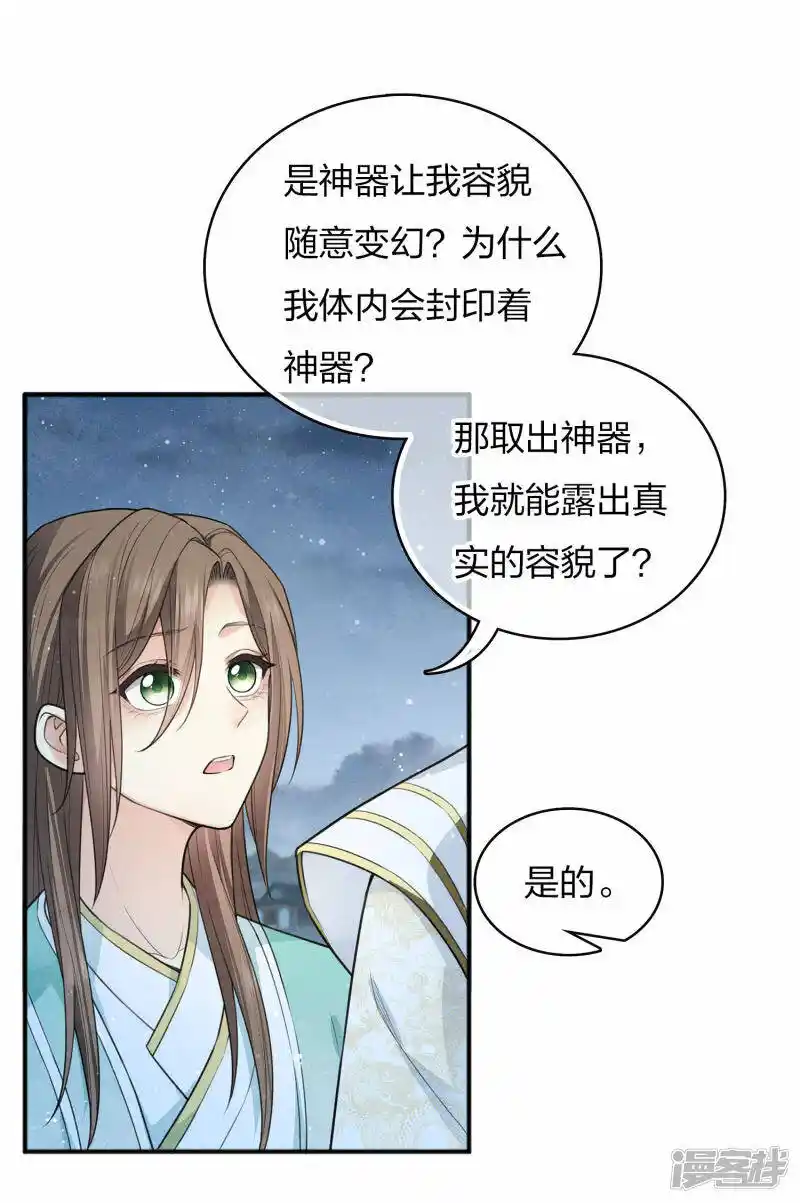 是神器让我容貌
随意变幻？为什么
我体内会封印着
神器？
那取出神器，
我就能露出真
实的容貌了？
是的。
漫客栈